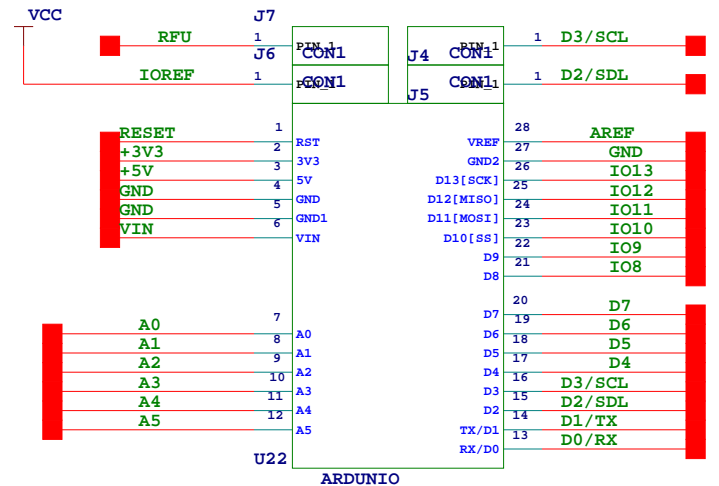 VCC
J7
RFU 1 PIN_1 PIN_1 1 D3/SCL
J6 CON1 J4 CON1
IOREF 1 PIN_1 PIN_1 1 D2/SDL
CON1 J5 CON1
RESET 1 RST VREF 28 AREF
+3V3 2 3V3 GND2 27 GND
+5V 3 5V D13[SCK] 26 IO13
GND 4 GND D12[MISO] 25 IO12
GND 5 GND1 D11[MOSI] 24 IO11
VIN 6 VIN D10[SS] 23 IO10
D9 22 IO9
D8 21 IO8
D7 20 D7
A0 7 A0 D6 19 D6
A1 8 A1 D5 18 D5
A2 9 A2 D4 17 D4
A3 10 A3 D3 16 D3/SCL
A4 11 A4 D2 15 D2/SDL
A5 12 A5 TX/D1 14 D1/TX
RX/D0 13 D0/RX
U22
ARDUNIO